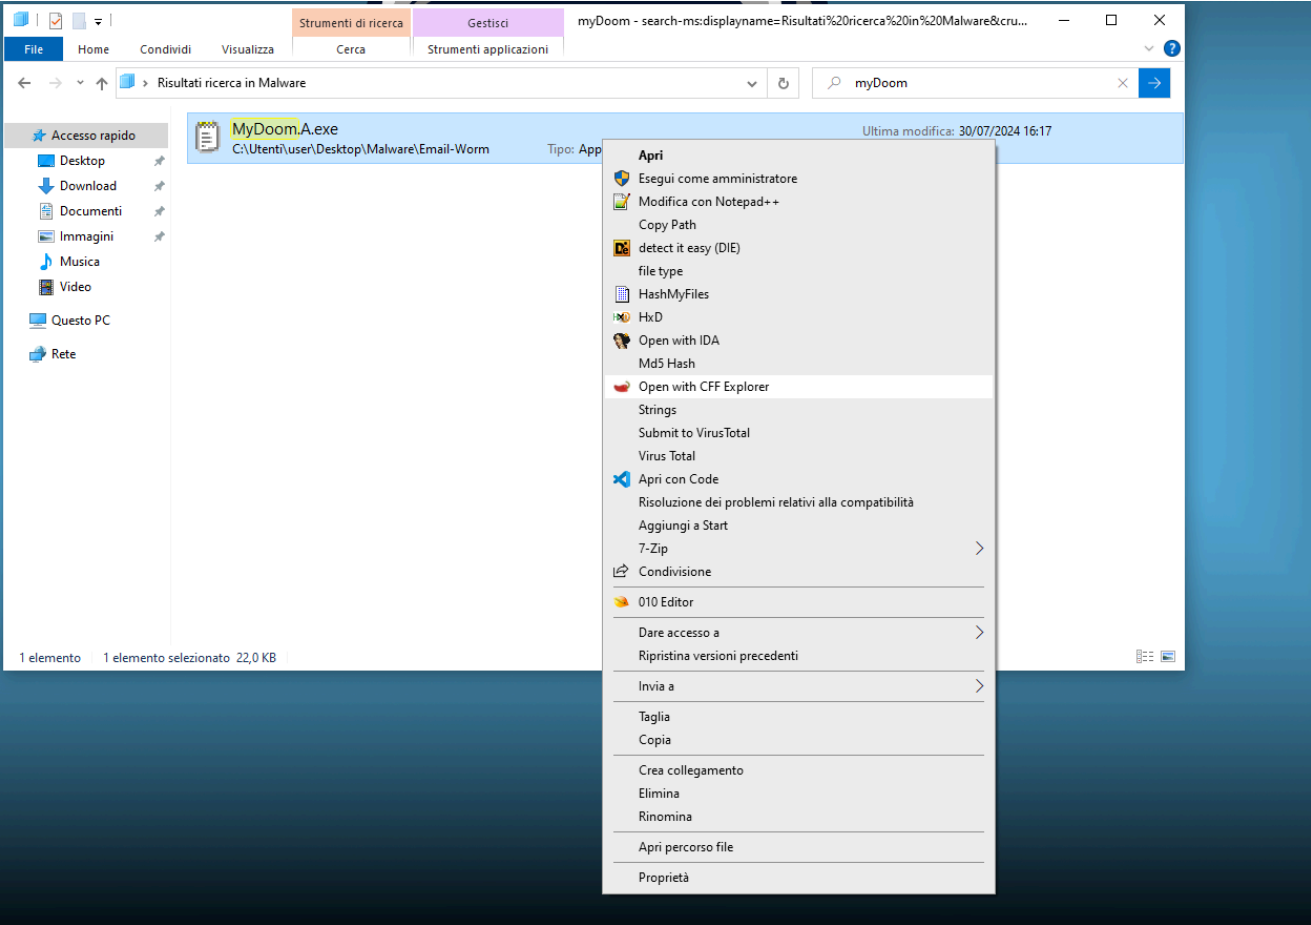 Strumenti di ricerca
Gestisci
myDoom - search-ms:displayname=Risultati%20ricerca%20in%20Malware&cru...
File
Home
Condividi
Visualizza
Cerca
Strumenti applicazioni
Risultati ricerca in Malware
myDoom
Accesso rapido
Desktop
Download
Documenti
Immagini
Musica
Video
Questo PC
Rete
MyDoom.A.exe
Ultima modifica: 30/07/2024 16:17
C:\Utenti\user\Desktop\Malware\Email-Worm
Tipo: App
Apri
Esegui come amministratore
Modifica con Notepad++
Copy Path
detect it easy (DIE)
file type
HashMyFiles
HxD
Open with IDA
Md5 Hash
Open with CFF Explorer
Strings
Submit to VirusTotal
Virus Total
Apri con Code
Risoluzione dei problemi relativi alla compatibilità
Aggiungi a Start
7-Zip
Condivisione
010 Editor
Dare accesso a
Ripristina versioni precedenti
Invia a
Taglia
Copia
Crea collegamento
Elimina
Rinomina
Apri percorso file
Proprietà
1 elemento
1 elemento selezionato 22,0 KB